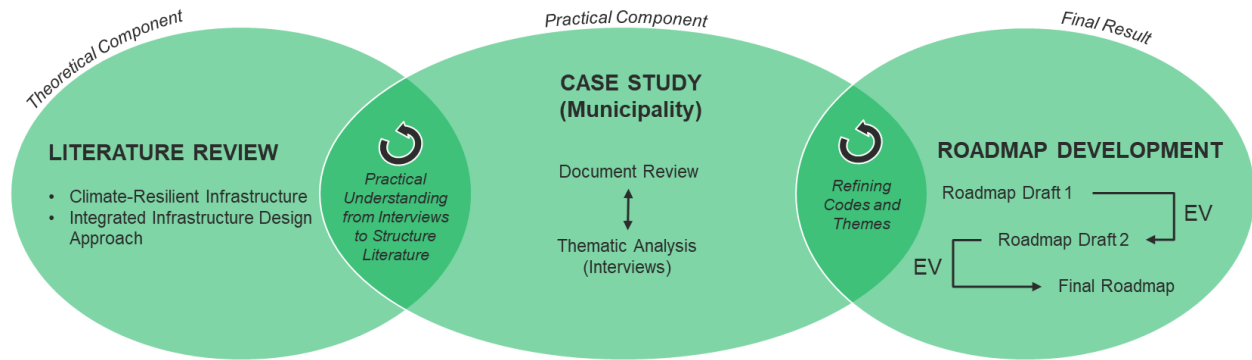 Theoretical Component
LITERATURE REVIEW
• Climate-Resilient Infrastructure
• Integrated Infrastructure Design
Approach
Practical
Understanding
from Interviews
to Structure
Literature
Practical Component
CASE STUDY
(Municipality)
Document Review
Thematic Analysis
(Interviews)
Refining
Codes and
Themes
Final Result
ROADMAP DEVELOPMENT
Roadmap Draft 1
EV
Roadmap Draft 2
EV
Final Roadmap